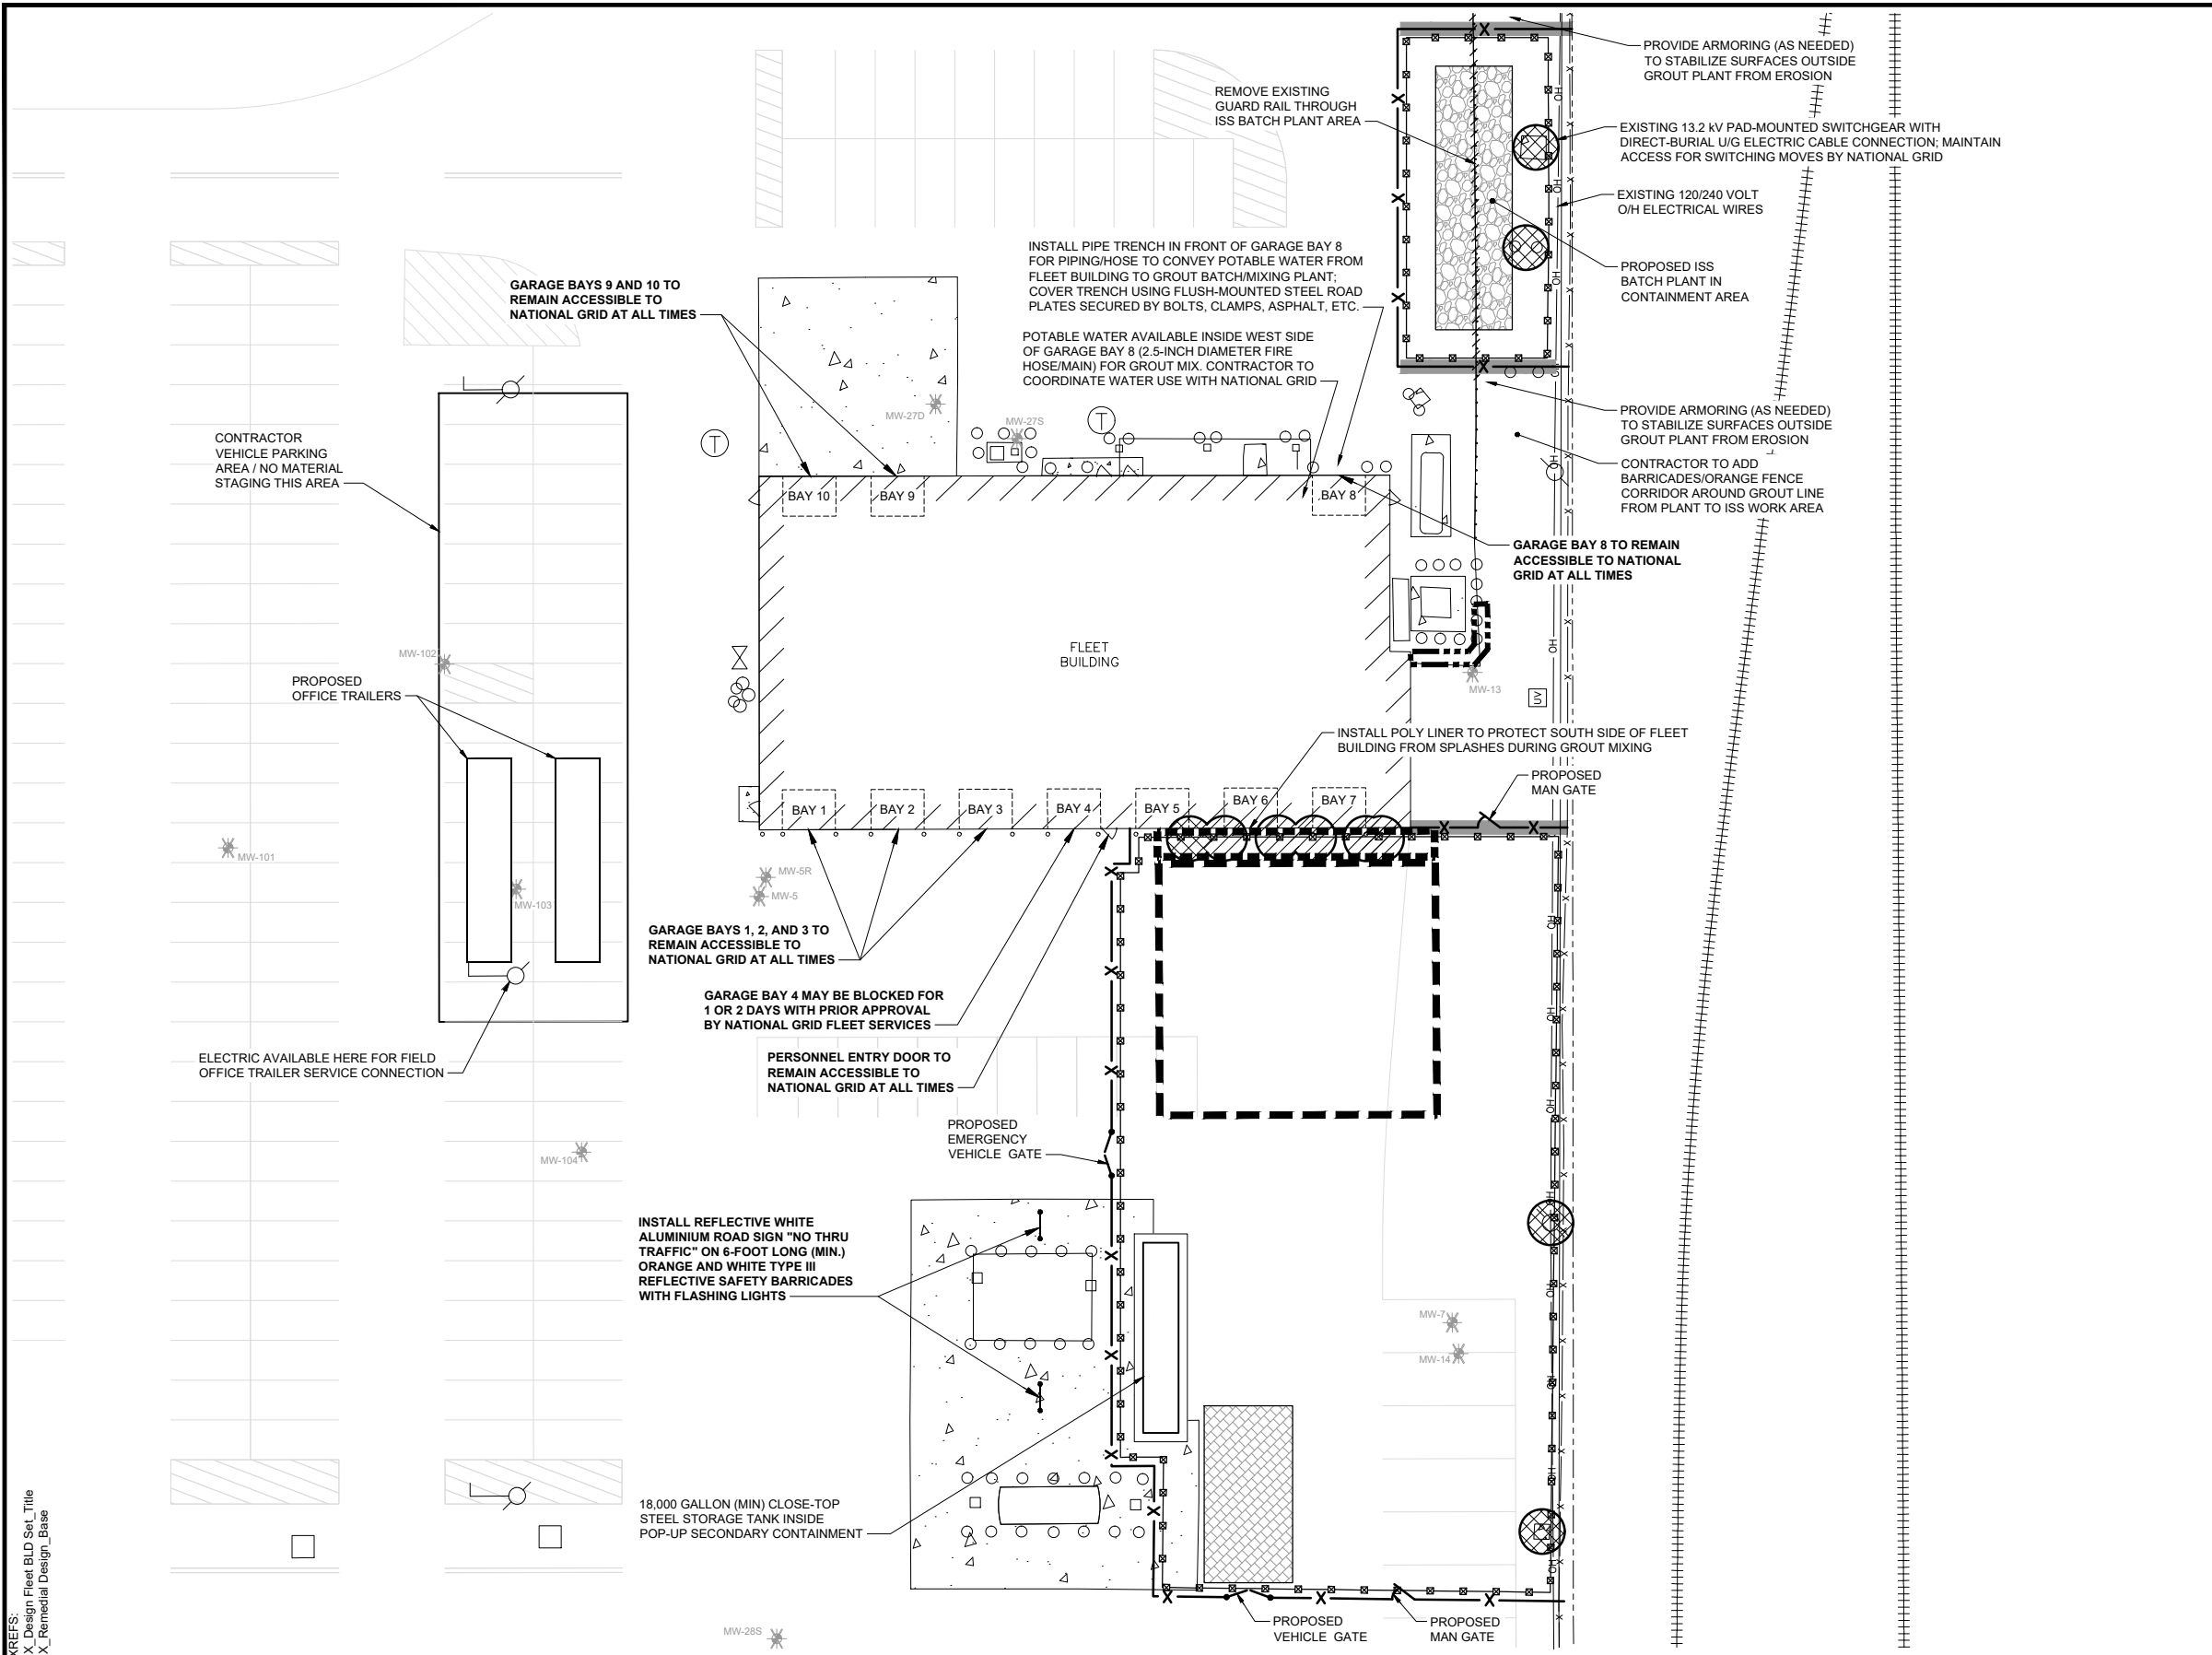 PROVIDE ARMORING (AS NEEDED)
TO STABILIZE SURFACES OUTSIDE
GROUT PLANT FROM EROSION
REMOVE EXISTING
GUARD RAIL THROUGH
ISS BATCH PLANT AREA
EXISTING 13.2 kV PAD-MOUNTED SWITCHGEAR WITH
DIRECT-BURIAL U/G ELECTRIC CABLE CONNECTION; MAINTAIN
ACCESS FOR SWITCHING MOVES BY NATIONAL GRID
EXISTING 120/240 VOLT
O/H ELECTRICAL WIRES
PROPOSED ISS
BATCH PLANT IN
CONTAINMENT AREA
INSTALL PIPE TRENCH IN FRONT OF GARAGE BAY 8
FOR PIPING/HOSE TO CONVEY POTABLE WATER FROM
FLEET BUILDING TO GROUT BATCH/MIXING PLANT;
COVER TRENCH USING FLUSH-MOUNTED STEEL ROAD
PLATES SECURED BY BOLTS, CLAMPS, ASPHALT, ETC.
GARAGE BAYS 9 AND 10 TO
REMAIN ACCESSIBLE TO
NATIONAL GRID AT ALL TIMES
POTABLE WATER AVAILABLE INSIDE WEST SIDE
OF GARAGE BAY 8 (2.5-INCH DIAMETER FIRE
HOSE/MAIN) FOR GROUT MIX. CONTRACTOR TO
COORDINATE WATER USE WITH NATIONAL GRID
PROVIDE ARMORING (AS NEEDED)
TO STABILIZE SURFACES OUTSIDE
GROUT PLANT FROM EROSION
MW-27D
MW-27S
T
T
CONTRACTOR
VEHICLE PARKING
AREA / NO MATERIAL
STAGING THIS AREA
CONTRACTOR TO ADD
BARRICADES/ORANGE FENCE
CORRIDOR AROUND GROUT LINE
FROM PLANT TO ISS WORK AREA
BAY 10
BAY 9
BAY 8
GARAGE BAY 8 TO REMAIN
ACCESSIBLE TO NATIONAL
GRID AT ALL TIMES
FLEET
BUILDING
MW-102
MW-13
UV
PROPOSED
OFFICE TRAILERS
INSTALL POLY LINER TO PROTECT SOUTH SIDE OF FLEET
BUILDING FROM SPLASHES DURING GROUT MIXING
PROPOSED
MAN GATE
BAY 1
BAY 2
BAY 3
BAY 4
BAY 5
BAY 6
BAY 7
MW-101
MW-5R
MW-5
MW-103
GARAGE BAYS 1, 2, AND 3 TO
REMAIN ACCESSIBLE TO
NATIONAL GRID AT ALL TIMES
GARAGE BAY 4 MAY BE BLOCKED FOR
1 OR 2 DAYS WITH PRIOR APPROVAL
BY NATIONAL GRID FLEET SERVICES
ELECTRIC AVAILABLE HERE FOR FIELD
OFFICE TRAILER SERVICE CONNECTION
PERSONNEL ENTRY DOOR TO
REMAIN ACCESSIBLE TO
NATIONAL GRID AT ALL TIMES
PROPOSED
EMERGENCY
VEHICLE GATE
MW-104
INSTALL REFLECTIVE WHITE
ALUMINIUM ROAD SIGN "NO THRU
TRAFFIC" ON 6-FOOT LONG (MIN.)
ORANGE AND WHITE TYPE III
REFLECTIVE SAFETY BARRICADES
WITH FLASHING LIGHTS
MW-7
MW-14
18,000 GALLON (MIN) CLOSE-TOP
STEEL STORAGE TANK INSIDE
POP-UP SECONDARY CONTAINMENT
PROPOSED
VEHICLE GATE
PROPOSED
MAN GATE
MW-28S
XREFS:
X_Design Fleet BLD Set_Title
X_Remedial Design_Base